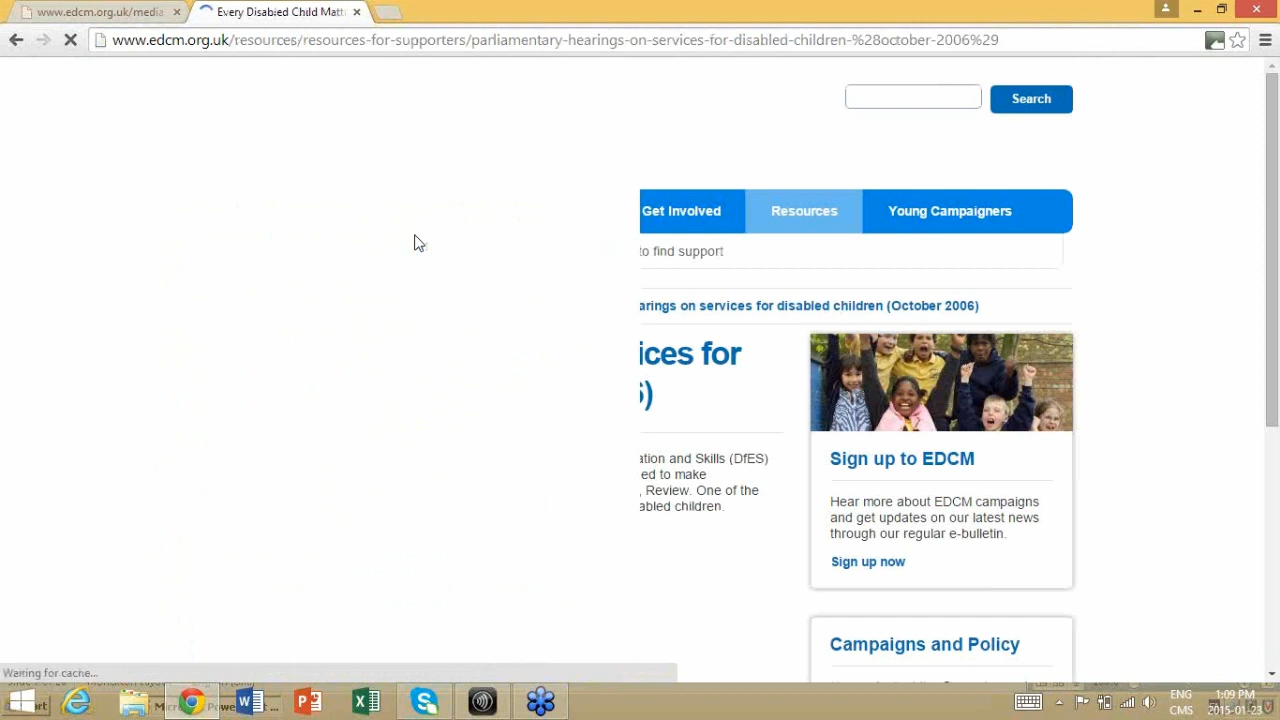 www.edcm.org.uk/media
Every Disabled Child Matt
www.edcm.org.uk/resources/resources-for-supporters/parliamentary-hearings-on-services-for-disabled-children-%28october-2006%29
Search
Get Involved
Resources
Young Campaigners
to find support
arings on services for disabled children (October 2006)
ices for
6)
ation and Skills (DfES)
ed to make
, Review. One of the
abled children.
Sign up to EDCM
Hear more about EDCM campaigns
and get updates on our latest news
through our regular e-bulletin.
Sign up now
Campaigns and Policy
Waiting for cache...
ENG
CMS
1:09 PM
2015-01-23